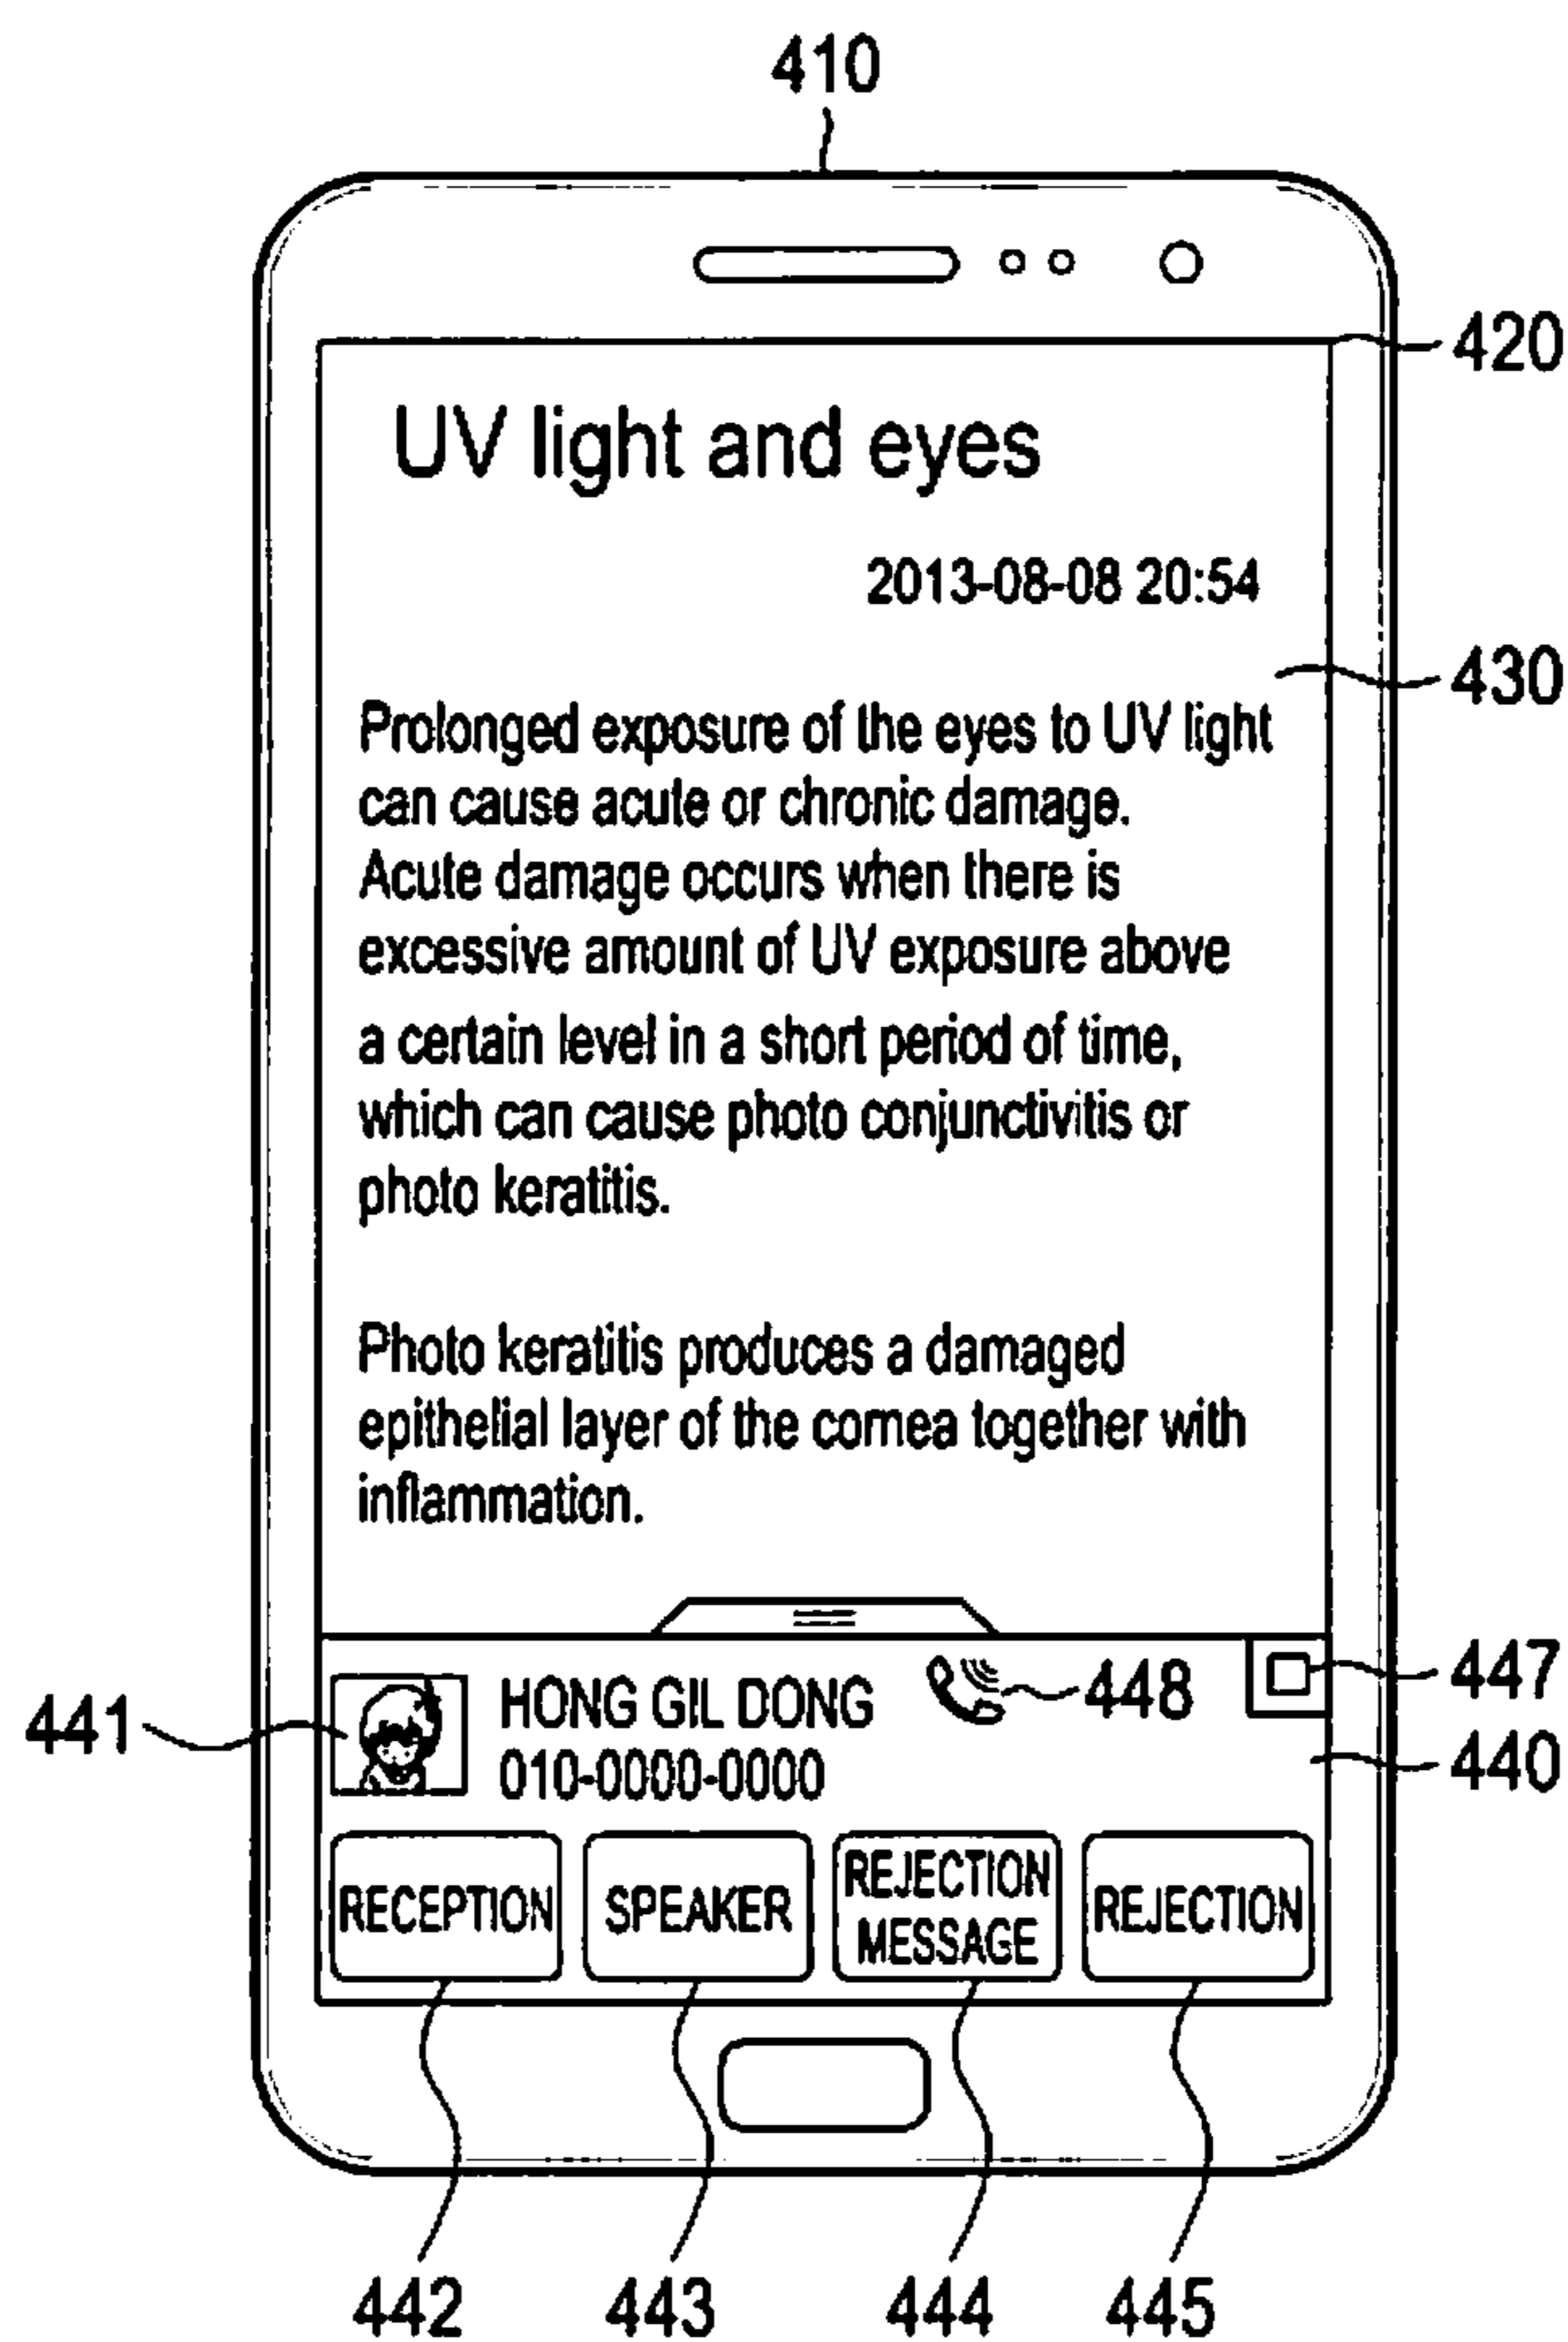 410
420
UV light and eyes
2013-08-08 20:54
430
Prolonged exposure of the eyes to UV light
can cause acute or chronic damage.
Acute damage occurs when there is
excessive amount of UV exposure above
a certain level in a short period of time,
which can cause photo conjunctivitis or
photo keratitis.
Photo keratitis produces a damaged
epithelial layer of the cornea together with
inflammation.
441
HONG GIL DONG
448
447
010-0000-0000
440
RECEPTION
SPEAKER
REJECTION
MESSAGE
REJECTION
442
443
444
445